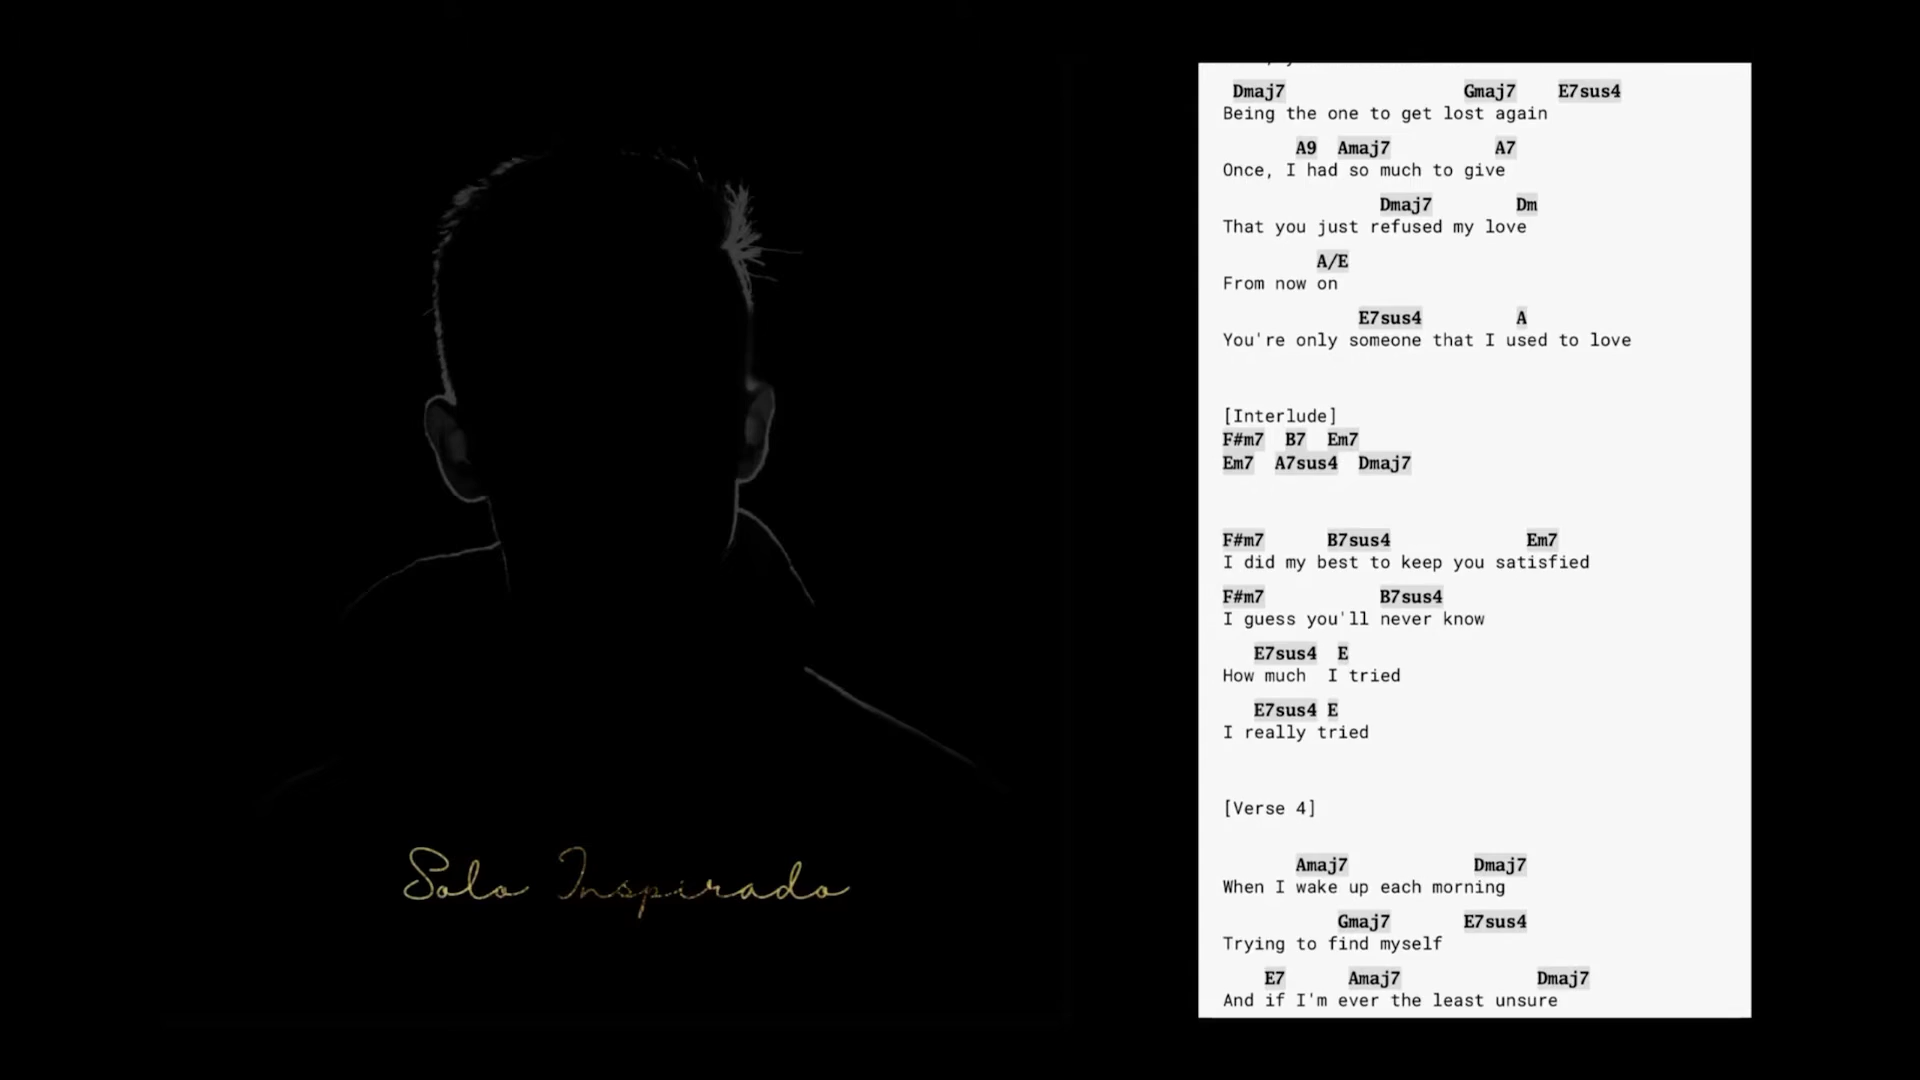 Solo Inspirado
Dmaj7 Gmaj7 E7sus4
Being the one to get lost again
A9 Amaj7 A7
Once, I had so much to give
Dmaj7 Dm
That you just refused my love
A/E
From now on
E7sus4 A
You're only someone that I used to love
[Interlude]
F#m7 B7 Em7
Em7 A7sus4 Dmaj7
F#m7 B7sus4 Em7
I did my best to keep you satisfied
F#m7 B7sus4
I guess you'll never know
E7sus4 E
How much I tried
E7sus4 E
I really tried
[Verse 4]
Amaj7 Dmaj7
When I wake up each morning
Gmaj7 E7sus4
Trying to find myself
E7 Amaj7 Dmaj7
And if I'm ever the least unsure